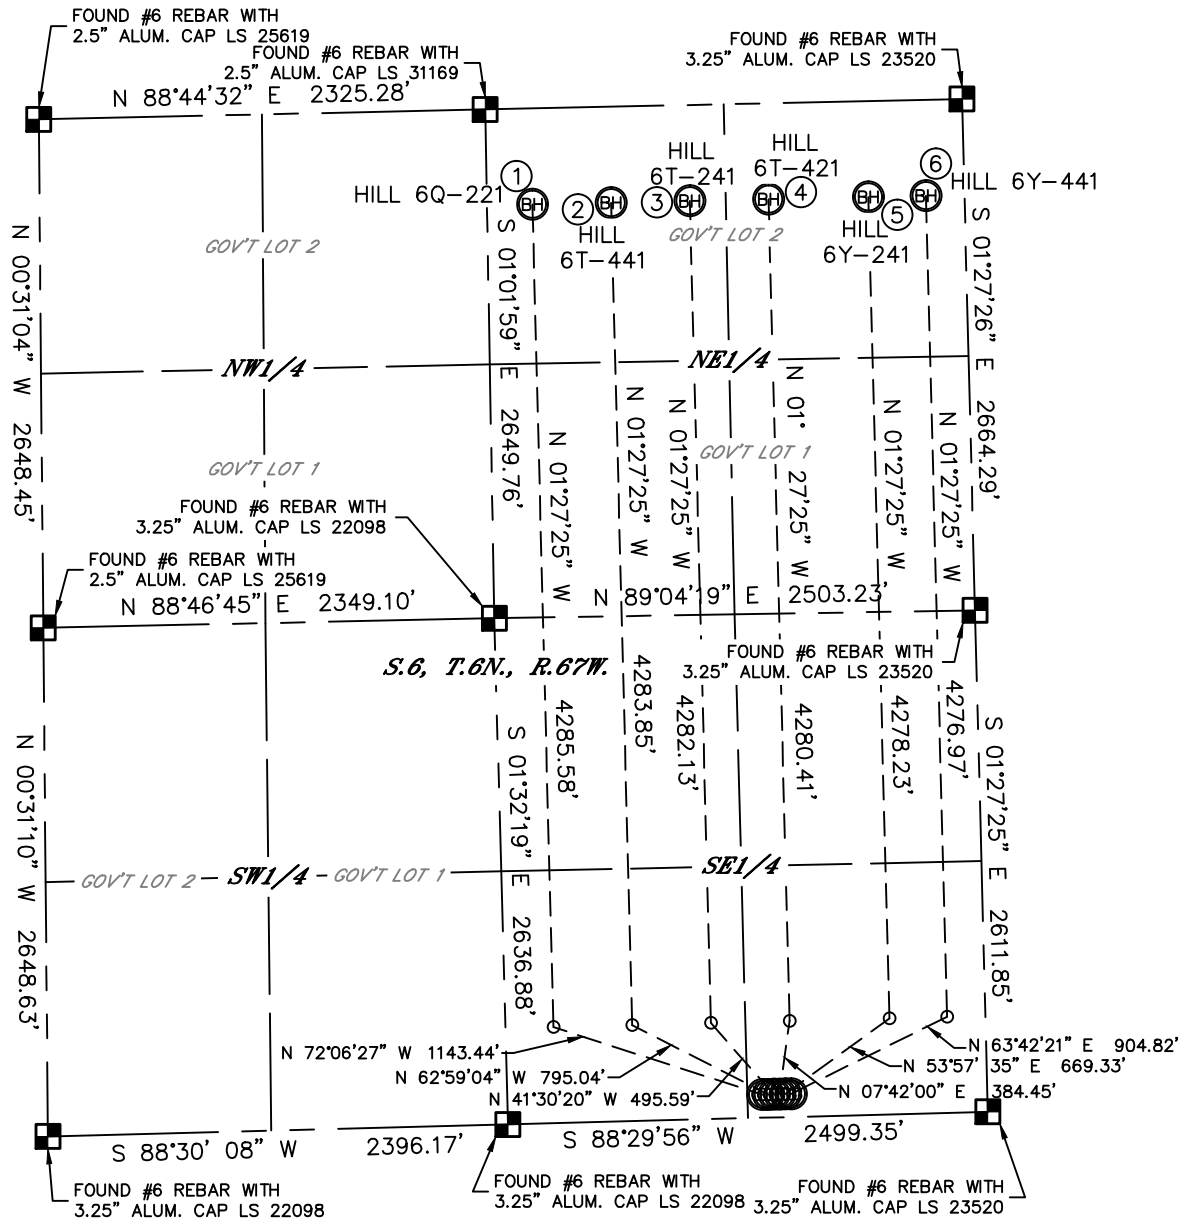 FOUND #6 REBAR WITH
2.5" ALUM. CAP LS 25619
FOUND #6 REBAR WITH
2.5" ALUM. CAP LS 31169
FOUND #6 REBAR WITH
3.25" ALUM. CAP LS 23520
N 88°44'32" E 2325.28'
HILL 6Q-221
1
BH
2
BH
HILL
6T-441
HILL
6T-241
3
BH
HILL
6T-421
4
BH
BH
5
HILL
6Y-241
6
BH
HILL 6Y-441
GOV'T LOT 2
GOV'T LOT 2
N 00°31'04" W 2648.45'
S 01°01'59" E 2649.76'
S 01°27'26" E 2664.29'
NW1/4
NE1/4
GOV'T LOT 1
GOV'T LOT 1
N 01°27'25" W
N 01°27'25" W
N 01°27'25" W
N 01° 27'25" W
N 01°27'25" W
N 01°27'25" W
FOUND #6 REBAR WITH
3.25" ALUM. CAP LS 22098
FOUND #6 REBAR WITH
2.5" ALUM. CAP LS 25619
N 88°46'45" E 2349.10'
N 89°04'19" E 2503.23'
S.6, T.6N., R.67W.
FOUND #6 REBAR WITH
3.25" ALUM. CAP LS 23520
4285.58'
4283.85'
4282.13'
4280.41'
4278.23'
4276.97'
N 00°31'10" W 2648.63'
S 01°32'19" E 2636.88'
S 01°27'25" E 2611.85'
GOV'T LOT 2
SW1/4
GOV'T LOT 1
SE1/4
N 72°06'27" W 1143.44'
N 62°59'04" W 795.04'
N 41°30'20" W 495.59'
N 63°42'21" E 904.82'
N 53°57' 35" E 669.33'
N 07°42'00" E 384.45'
S 88°30' 08" W 2396.17'
S 88°29'56" W 2499.35'
FOUND #6 REBAR WITH
3.25" ALUM. CAP LS 22098
FOUND #6 REBAR WITH
3.25" ALUM. CAP LS 22098
FOUND #6 REBAR WITH
3.25" ALUM. CAP LS 23520